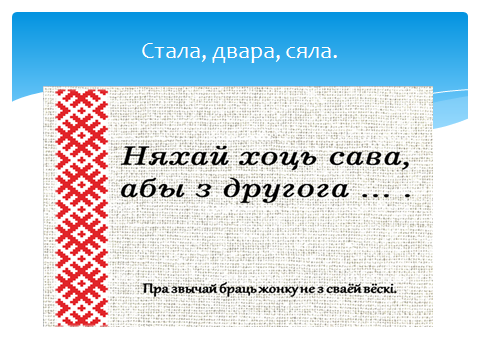 Стала, двара, сяла.
Няхай хоць сава,
абы з другога ... .
Пра звычай браць жонку не з сваёй вёскі.